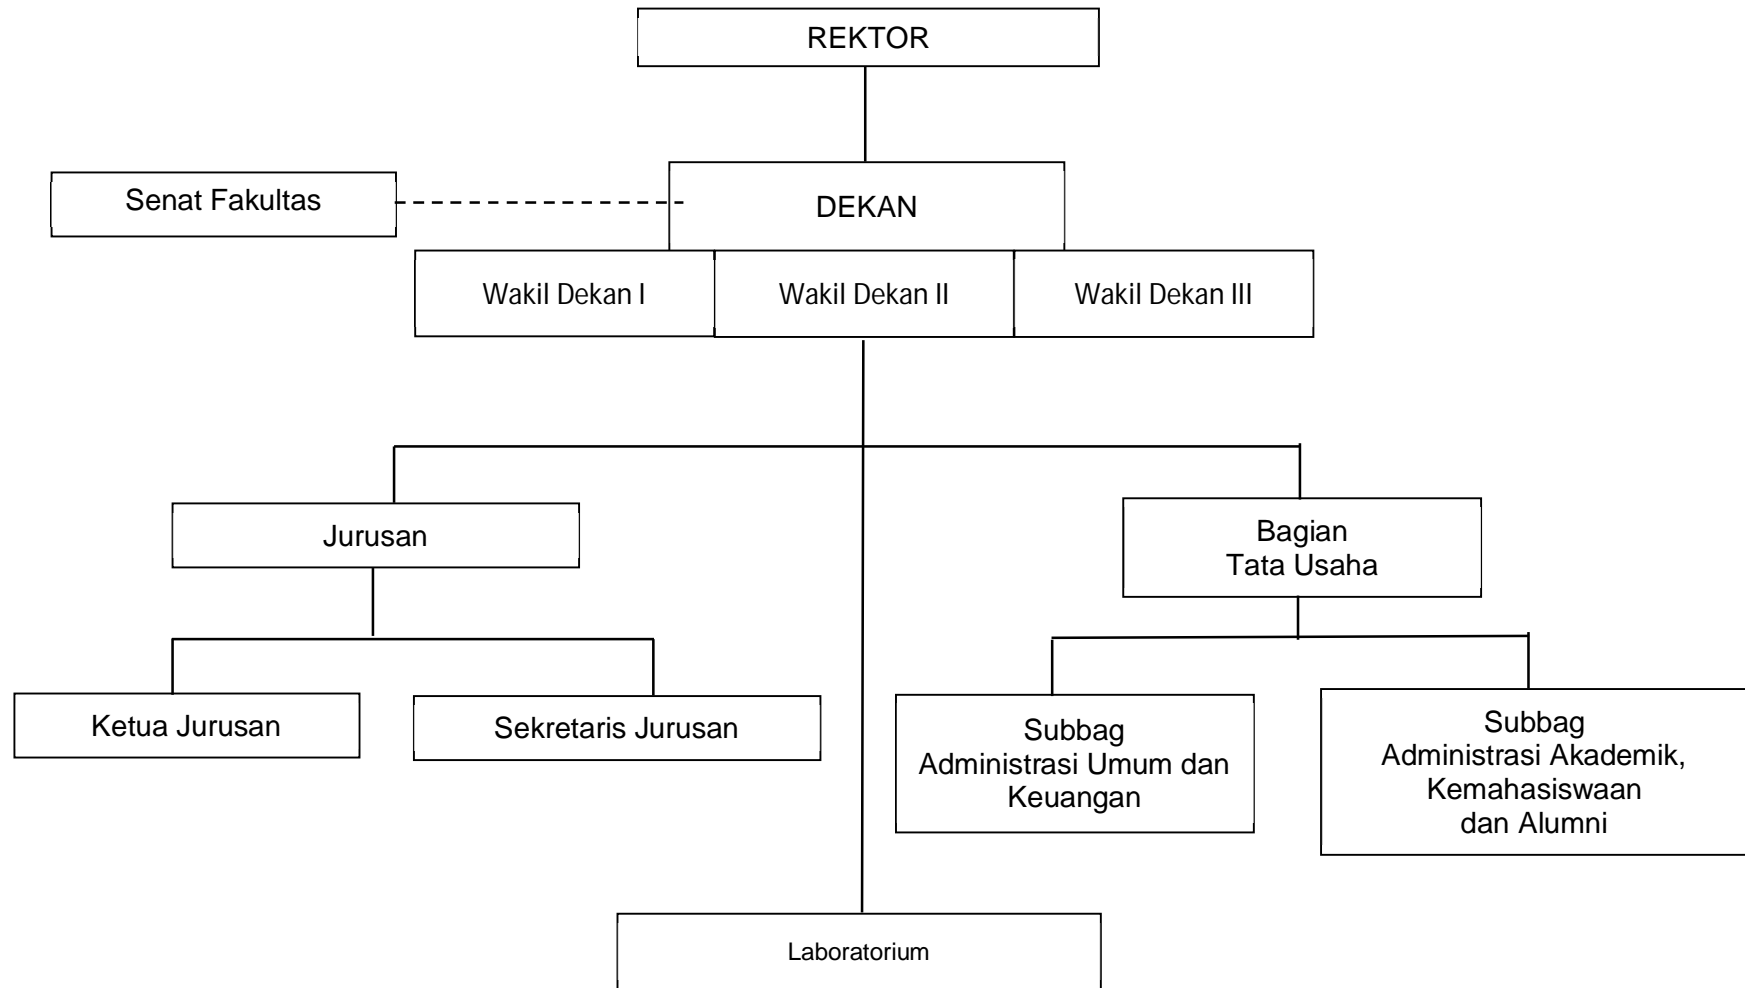 REKTOR
Senat Fakultas
DEKAN
Wakil Dekan I
Wakil Dekan II
Wakil Dekan III
Jurusan
Bagian
Tata Usaha
Ketua Jurusan
Sekretaris Jurusan
Subbag
Administrasi Umum dan
Keuangan
Subbag
Administrasi Akademik,
Kemahasiswaan
dan Alumni
Laboratorium